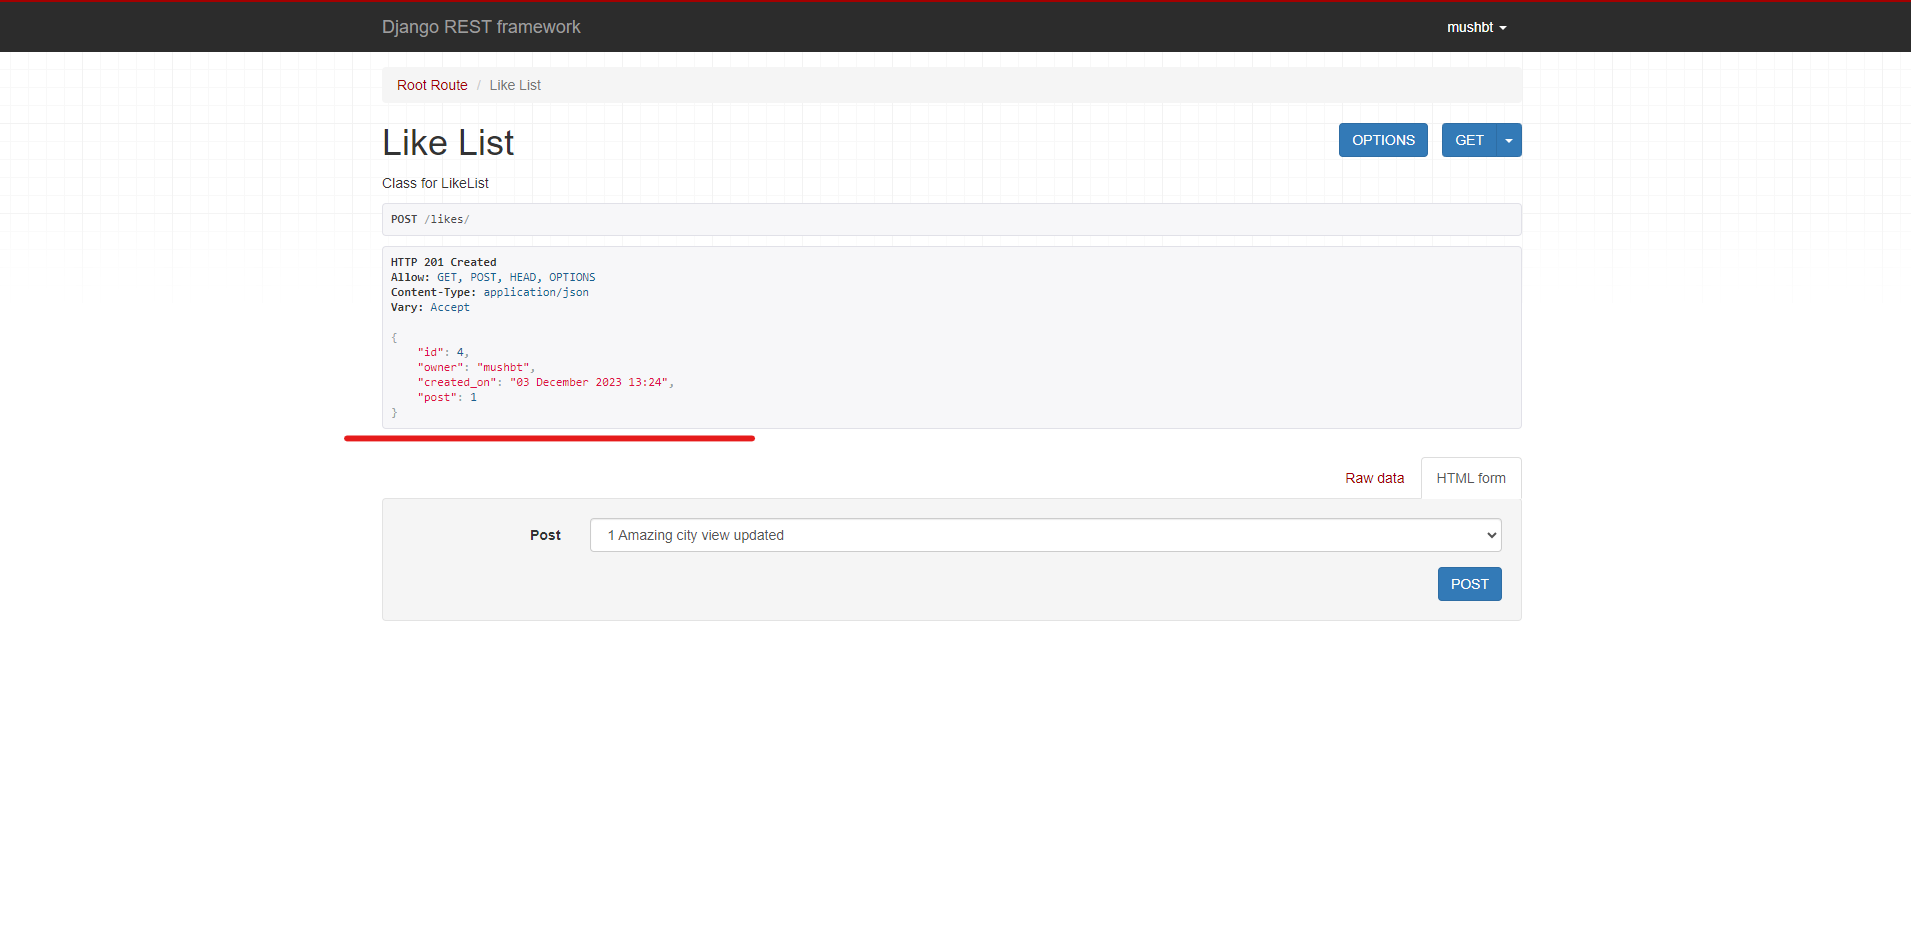 Django REST framework
mushbt
Root Route / Like List
Like List
OPTIONS
GET
Class for LikeList
POST /likes/
HTTP 201 Created
Allow: GET, POST, HEAD, OPTIONS
Content-Type: application/json
Vary: Accept
{
    "id": 4,
    "owner": "mushbt",
    "created_on": "03 December 2023 13:24",
    "post": 1
}
Raw data
HTML form
Post
1 Amazing city view updated
POST